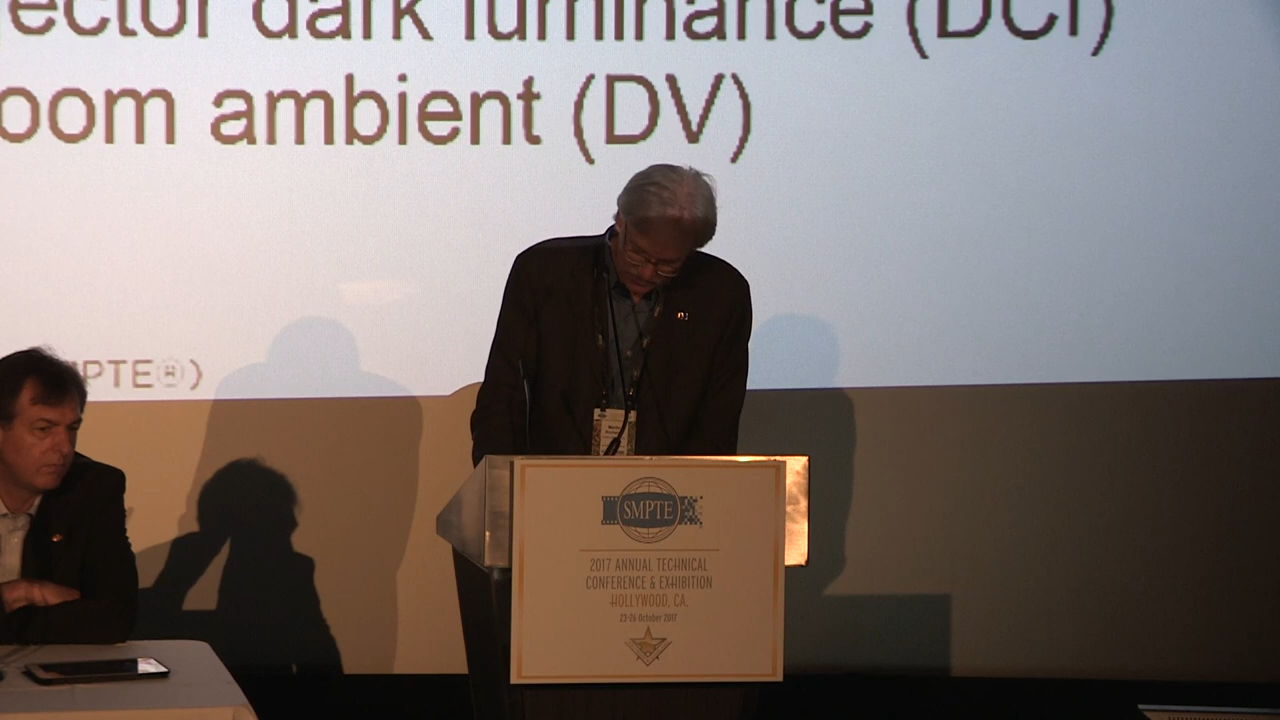 ector dark luminance (DCI)
oom ambient (DV)
MPTE®)
SMPTE
2017 ANNUAL TECHNICAL
CONFERENCE & EXHIBITION
HOLLYWOOD, CA.
23-26 October 2017